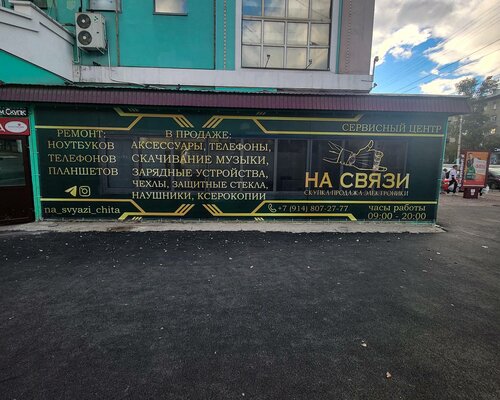 СКУПК
РЕМОНТ:
НОУТБУКОВ
ТЕЛЕФОНОВ
ПЛАНШЕТОВ
na_svyazi_chita
В ПРОДАЖЕ:
АКСЕССУАРЫ, ТЕЛЕФОНЫ,
СКАЧИВАНИЕ МУЗЫКИ,
ЗАРЯДНЫЕ УСТРОЙСТВА,
ЧЕХЛЫ, ЗАЩИТНЫЕ СТЕКЛА,
НАУШНИКИ, КСЕРОКОПИИ
СЕРВИСНЫЙ ЦЕНТР
НА СВЯЗИ
СКУПКА-ПРОДАЖА ЭЛЕКТРОНИКИ
+7 (914) 807-27-77
ЧАСЫ РАБОТЫ
09:00 - 20:00